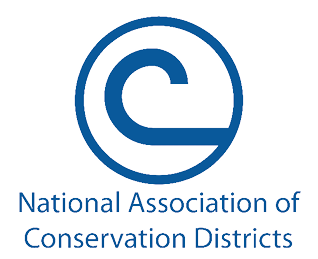 National Association of
Conservation Districts